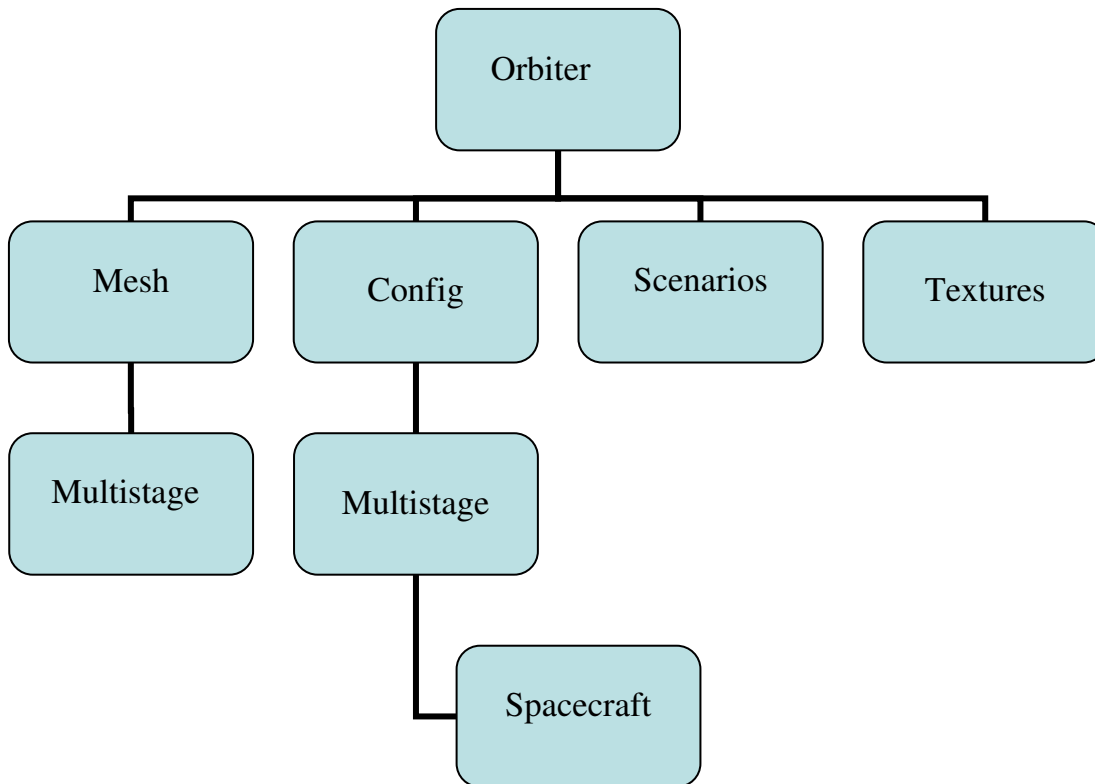 Orbiter
Mesh
Config
Scenarios
Textures
Multistage
Multistage
Spacecraft